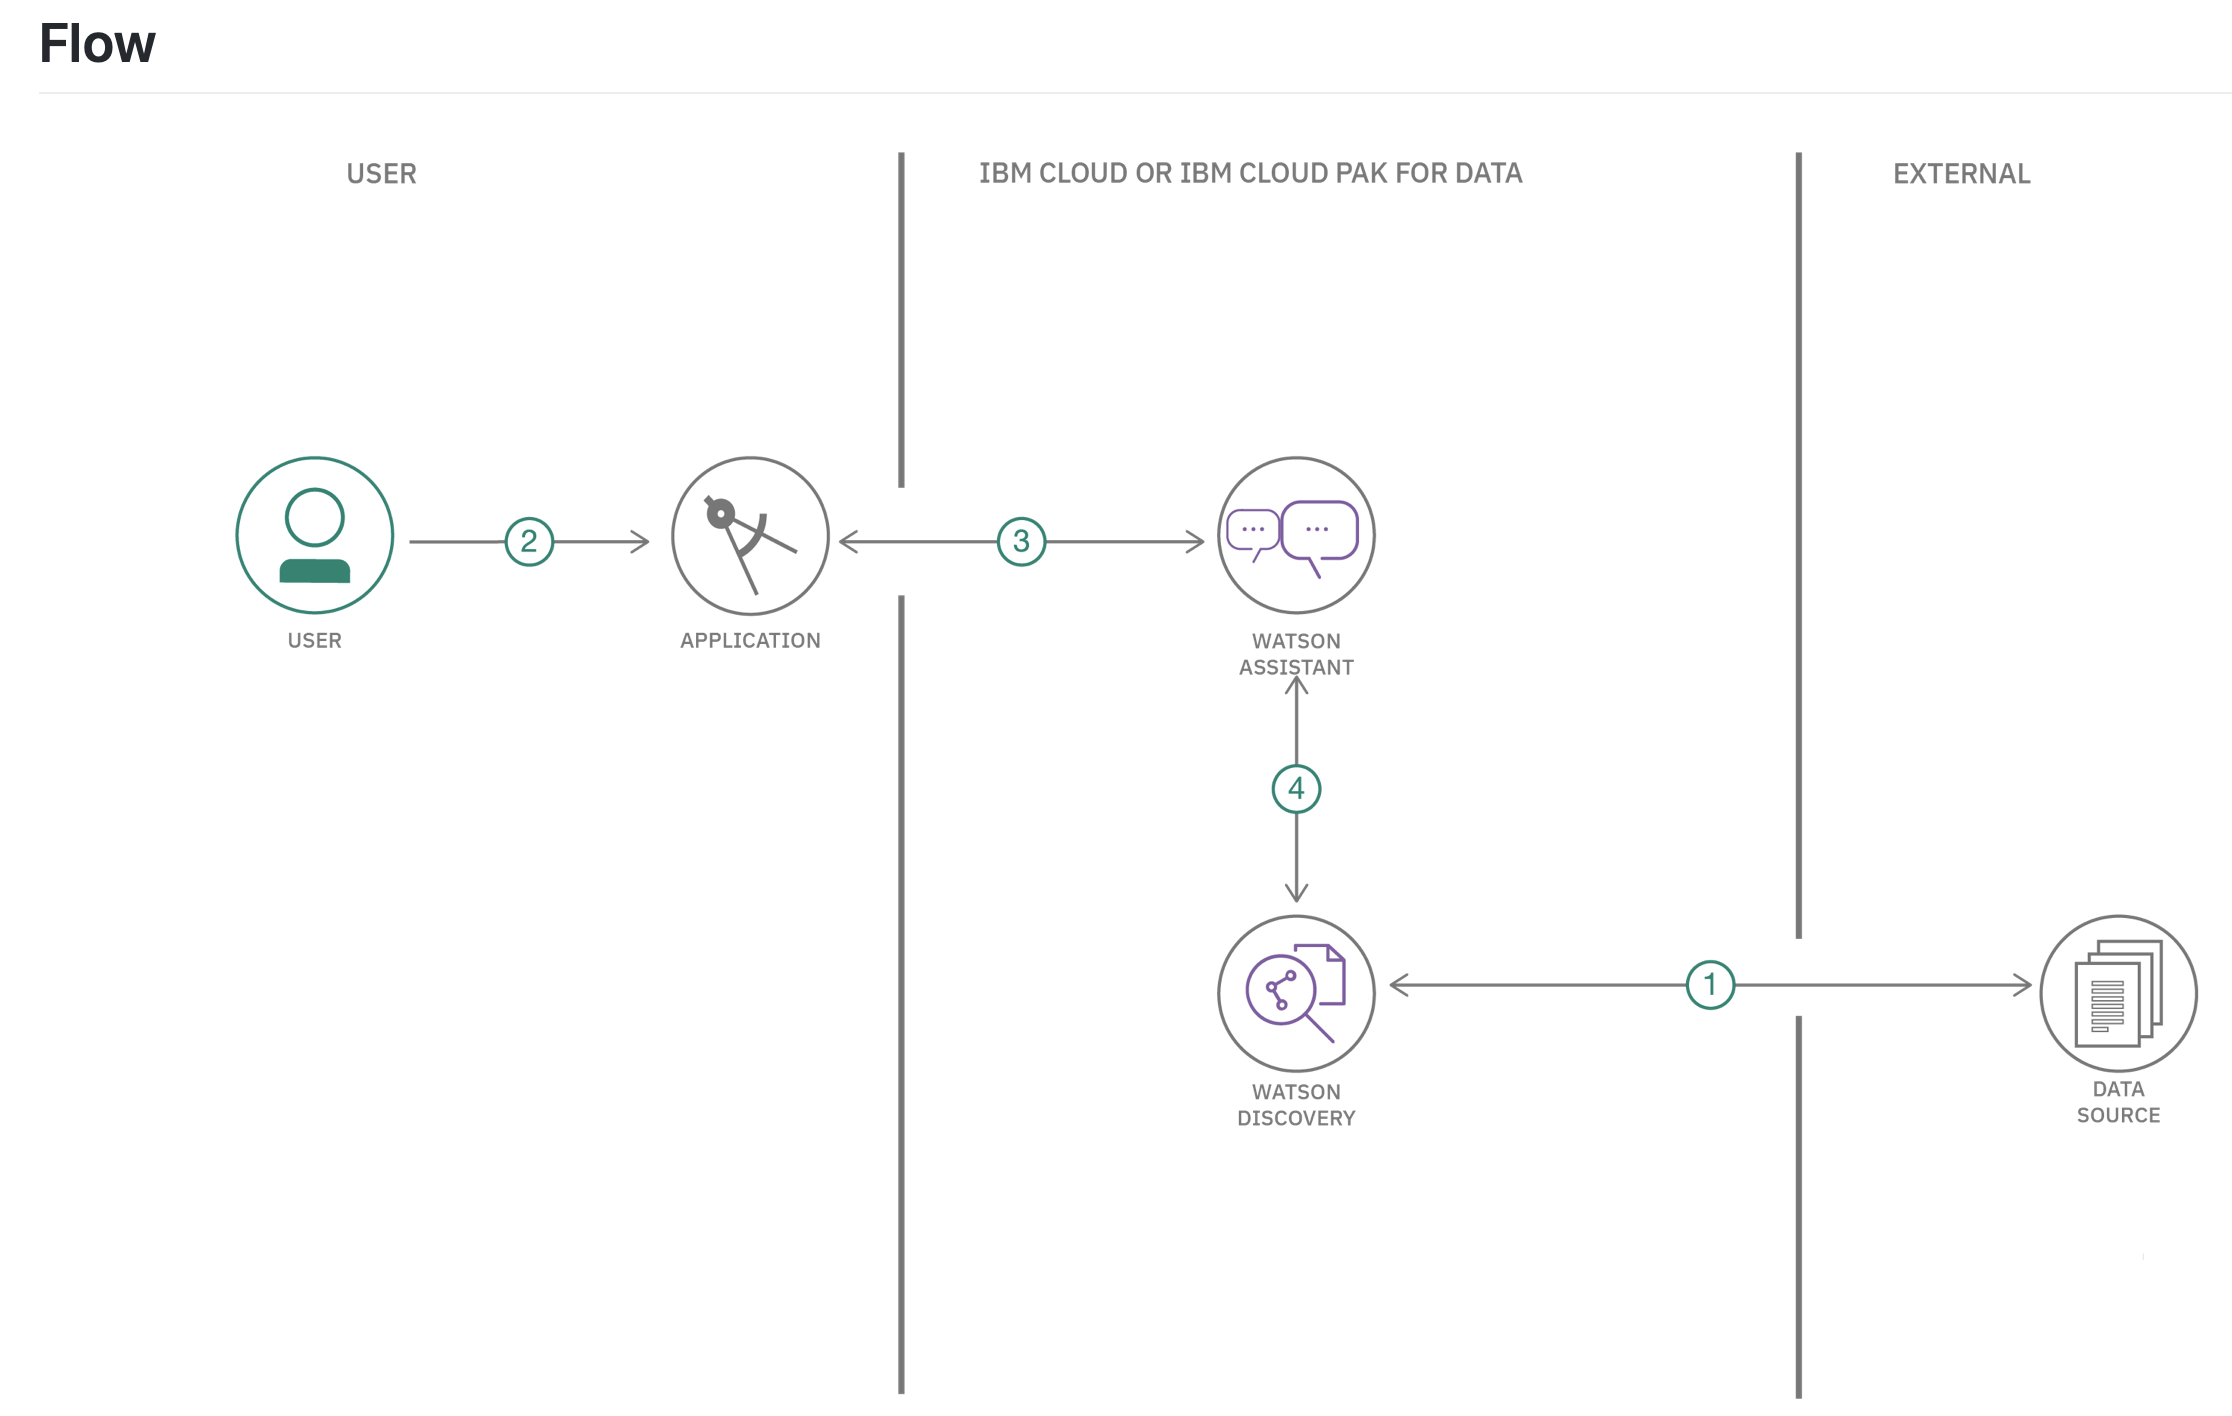 Flow
USER
IBM CLOUD OR IBM CLOUD PAK FOR DATA
EXTERNAL
2
3
USER
APPLICATION
WATSON
ASSISTANT
4
1
WATSON
DISCOVERY
DATA
SOURCE